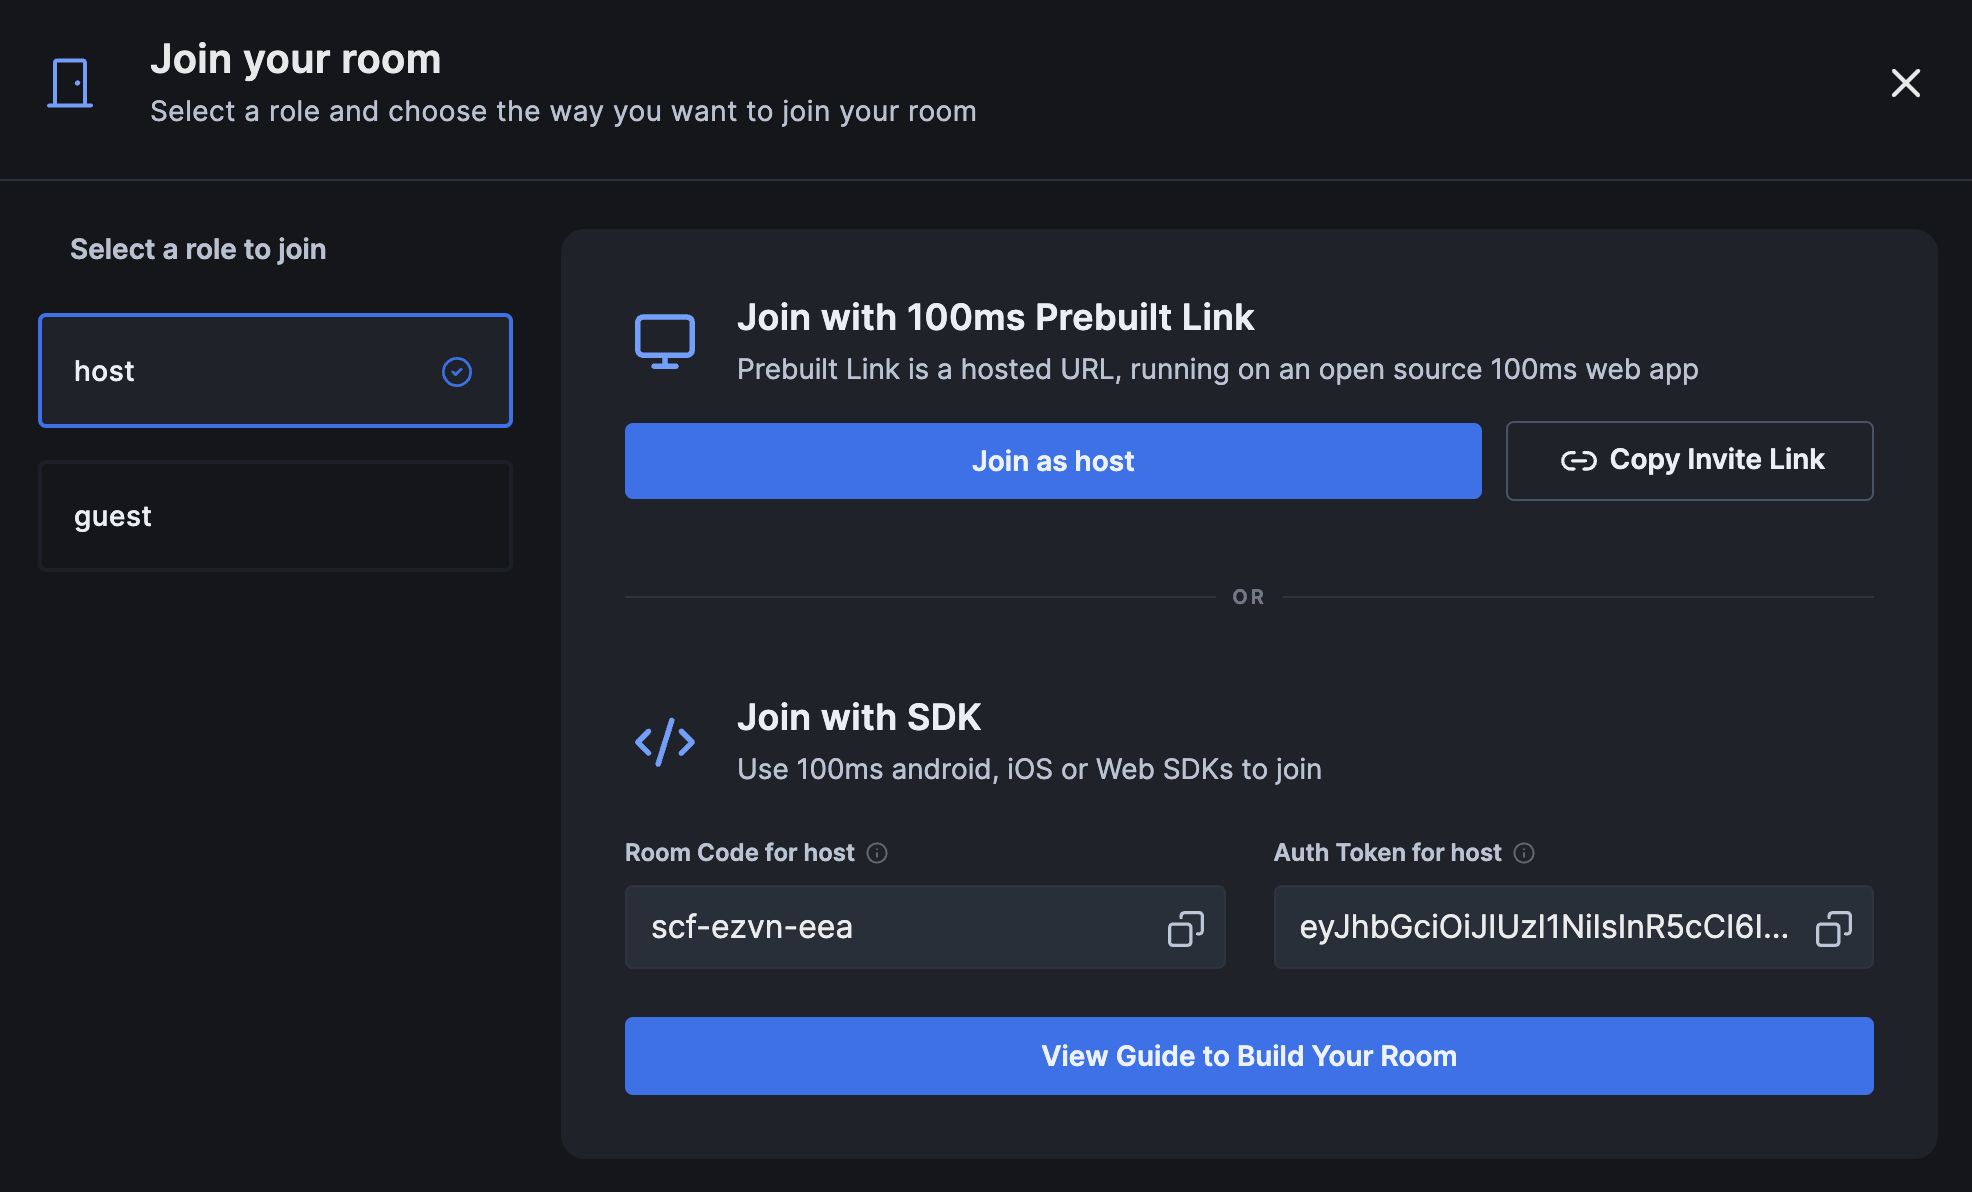 Join your room
Select a role and choose the way you want to join your room
Select a role to join
host
guest
Join with 100ms Prebuilt Link
Prebuilt Link is a hosted URL, running on an open source 100ms web app
Join as host
Copy Invite Link
OR
Join with SDK
Use 100ms android, iOS or Web SDKs to join
Room Code for host
Auth Token for host
scf-ezvn-eea
eyJhbGciOiJIUzI1NiIsInR5cCI6I...
View Guide to Build Your Room